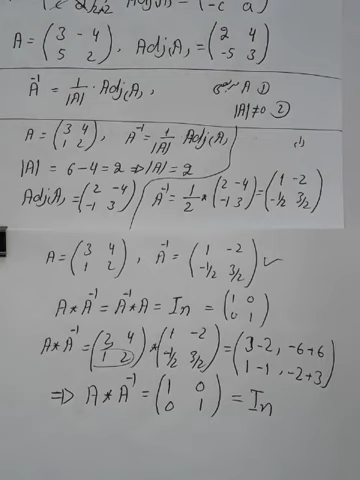 Adj(A) = (-c a)
A = (3 -4
5 2) , Adj(A) = (2 4
-5 3)
A⁻¹ = 1/|A| · Adj(A) , A ①
|A|≠0 ②
A = (3 4
1 2) , A⁻¹ = 1/|A| Adj(A)
|A| = 6-4 = 2 ⇒ |A| = 2
Adj(A) = (2 -4
-1 3) / A⁻¹ = 1/2 * (2 -4
-1 3) = (1 -2
-1/2 3/2)
A = (3 4
1 2) , A⁻¹ = (1 -2
-1/2 3/2) ✓
A * A⁻¹ = A⁻¹ * A = In = (1 0
0 1)
A * A⁻¹ = (3 4
1 2) * (1 -2
-1/2 3/2) = (3-2 , -6+6
1-1 , -2+3)
⇒ A * A⁻¹ = (1 0
0 1) = In